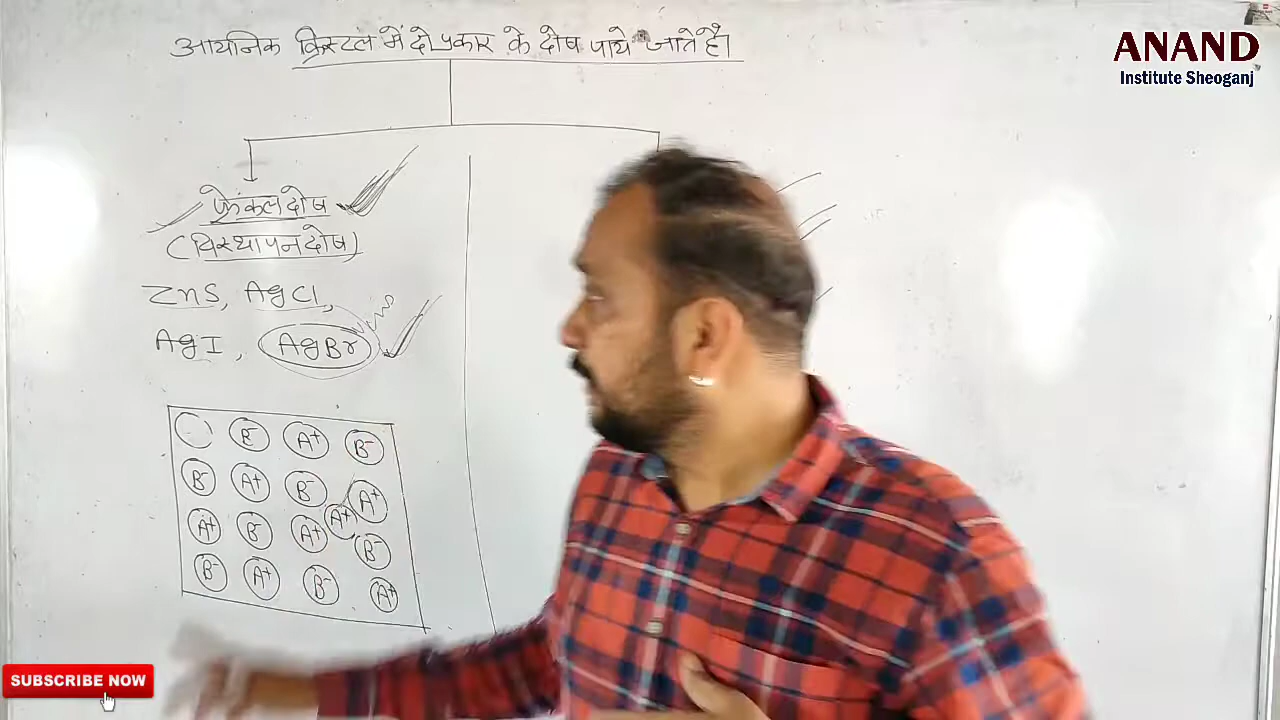 आयनिक क्रिस्टल में दो प्रकार के दोष पाये जाते है।
ANAND
Institute Sheoganj
फ्रेंकल दोष
(विस्थापन दोष)
ZnS, AgCl,
AgI, AgBr
B⁻ A⁺ B⁻
B⁻ A⁺ B⁻ A⁺
A⁺
A⁺ B⁻ A⁺ B⁻
B⁻ A⁺ B⁻ A⁺
SUBSCRIBE NOW